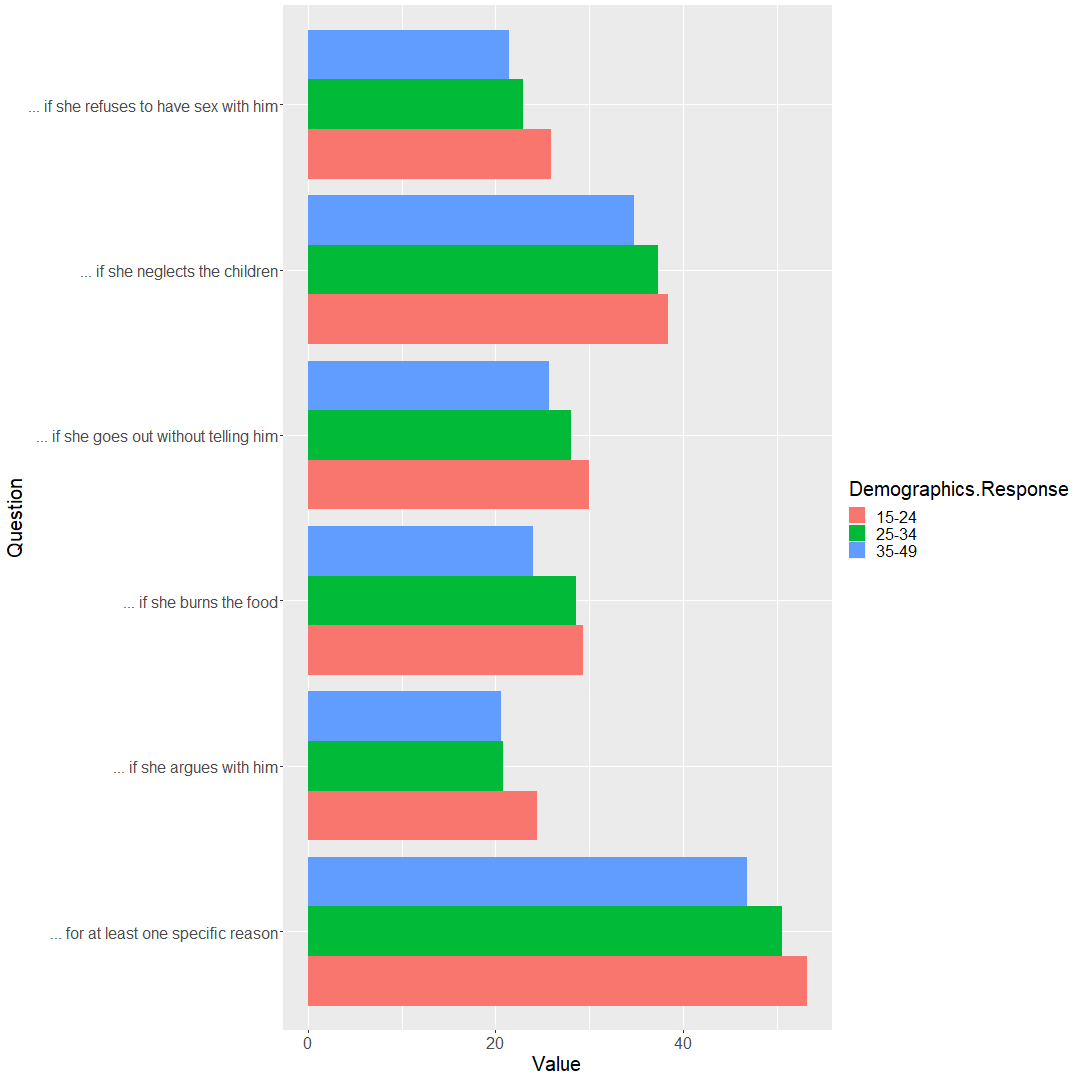 ... if she refuses to have sex with him
... if she neglects the children
... if she goes out without telling him
... if she burns the food
... if she argues with him
... for at least one specific reason
Question
0 20 40
Value
Demographics.Response
15-24
25-34
35-49